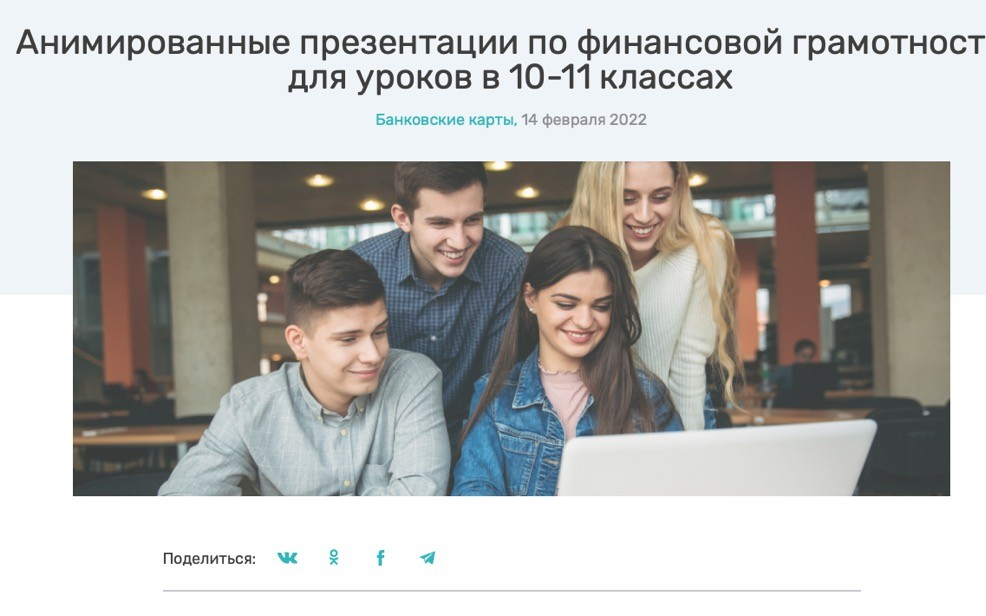 Анимированные презентации по финансовой грамотност
для уроков в 10-11 классах
Банковские карты, 14 февраля 2022
Поделиться: